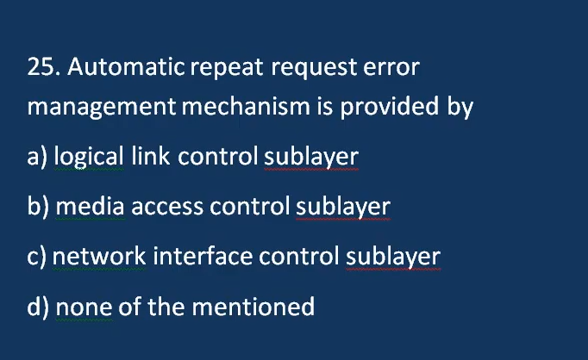 25. Automatic repeat request error
management mechanism is provided by
a) logical link control sublayer
b) media access control sublayer
c) network interface control sublayer
d) none of the mentioned